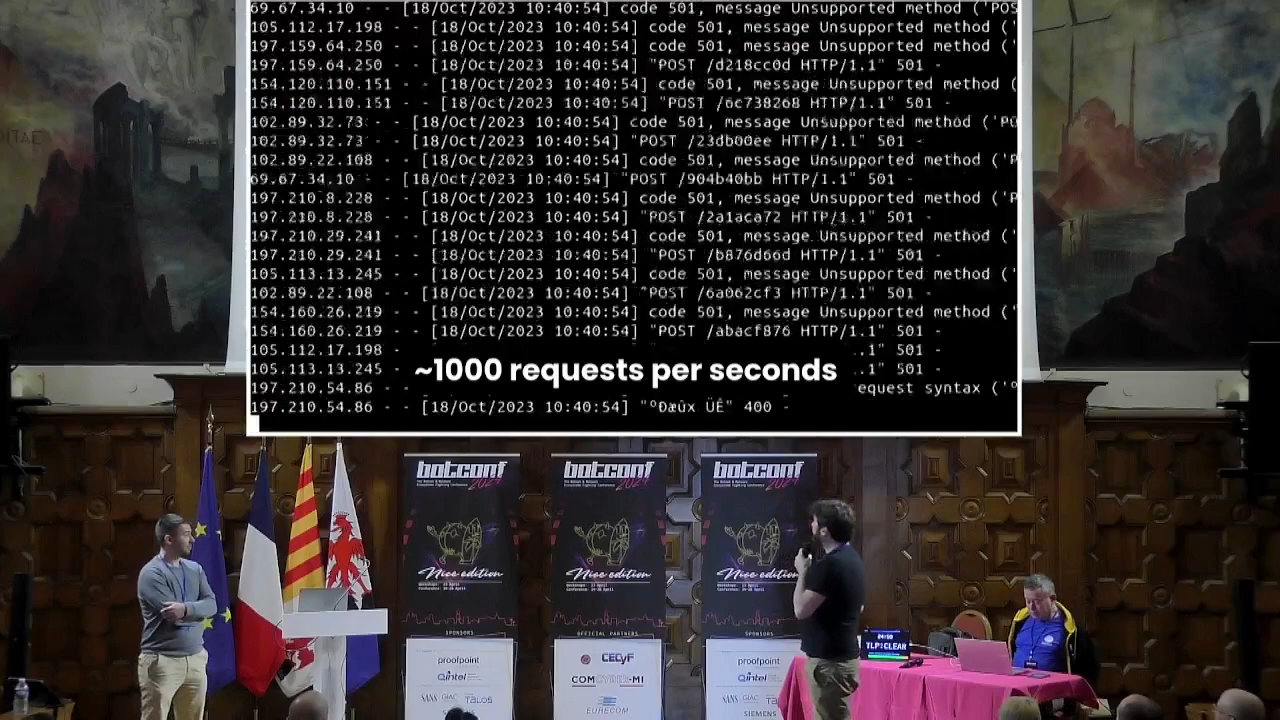 69.67.34.10 - - [18/Oct/2023 10:40:54] code 501, message Unsupported method ('POS
105.112.17.198 - - [18/Oct/2023 10:40:54] code 501, message Unsupported method ('
197.159.64.250 - - [18/Oct/2023 10:40:54] code 501, message Unsupported method ('
197.159.64.250 - - [18/Oct/2023 10:40:54] "POST /d218cc0d HTTP/1.1" 501 -
154.120.110.151 - - [18/Oct/2023 10:40:54] code 501, message Unsupported method (
154.120.110.151 - - [18/Oct/2023 10:40:54] "POST /6c738268 HTTP/1.1" 501 -
102.89.32.73 - - [18/Oct/2023 10:40:54] code 501, message Unsupported method ('PO
102.89.32.73 - - [18/Oct/2023 10:40:54] "POST /23db00ee HTTP/1.1" 501 -
102.89.22.108 - - [18/Oct/2023 10:40:54] code 501, message Unsupported method ('P
69.67.34.10 - - [18/Oct/2023 10:40:54] "POST /904b40bb HTTP/1.1" 501 -
197.210.8.228 - - [18/Oct/2023 10:40:54] code 501, message Unsupported method ('P
197.210.8.228 - - [18/Oct/2023 10:40:54] "POST /2a1aca72 HTTP/1.1" 501 -
197.210.29.241 - - [18/Oct/2023 10:40:54] code 501, message Unsupported method ('
197.210.29.241 - - [18/Oct/2023 10:40:54] "POST /b876d66d HTTP/1.1" 501 -
105.113.13.245 - - [18/Oct/2023 10:40:54] code 501, message Unsupported method ('
102.89.22.108 - - [18/Oct/2023 10:40:54] "POST /6a062cf3 HTTP/1.1" 501 -
154.160.26.219 - - [18/Oct/2023 10:40:54] code 501, message Unsupported method ('
154.160.26.219 - - [18/Oct/2023 10:40:54] "POST /abacf876 HTTP/1.1" 501 -
105.112.17.198 - .1" 501 -
105.113.13.245 - .1" 501 -
~1000 requests per seconds
197.210.54.86 - - equest syntax ('º
197.210.54.86 - - [18/Oct/2023 10:40:54] "ºÐæûx ÜÊ" 400 -
botconf 2024
botconf 2024
botconf 2024
Nice edition
Nice edition
Nice edition
SPONSORS
OFFICIAL PARTNERS
SPONSORS
proofpoint
Qintel
SANS GIAC TALOS
CECyF
COMCYBER-MI
EURECOM
proofpoint
Qintel
SANS GIAC TALOS
SIEMENS
TLP:CLEAR